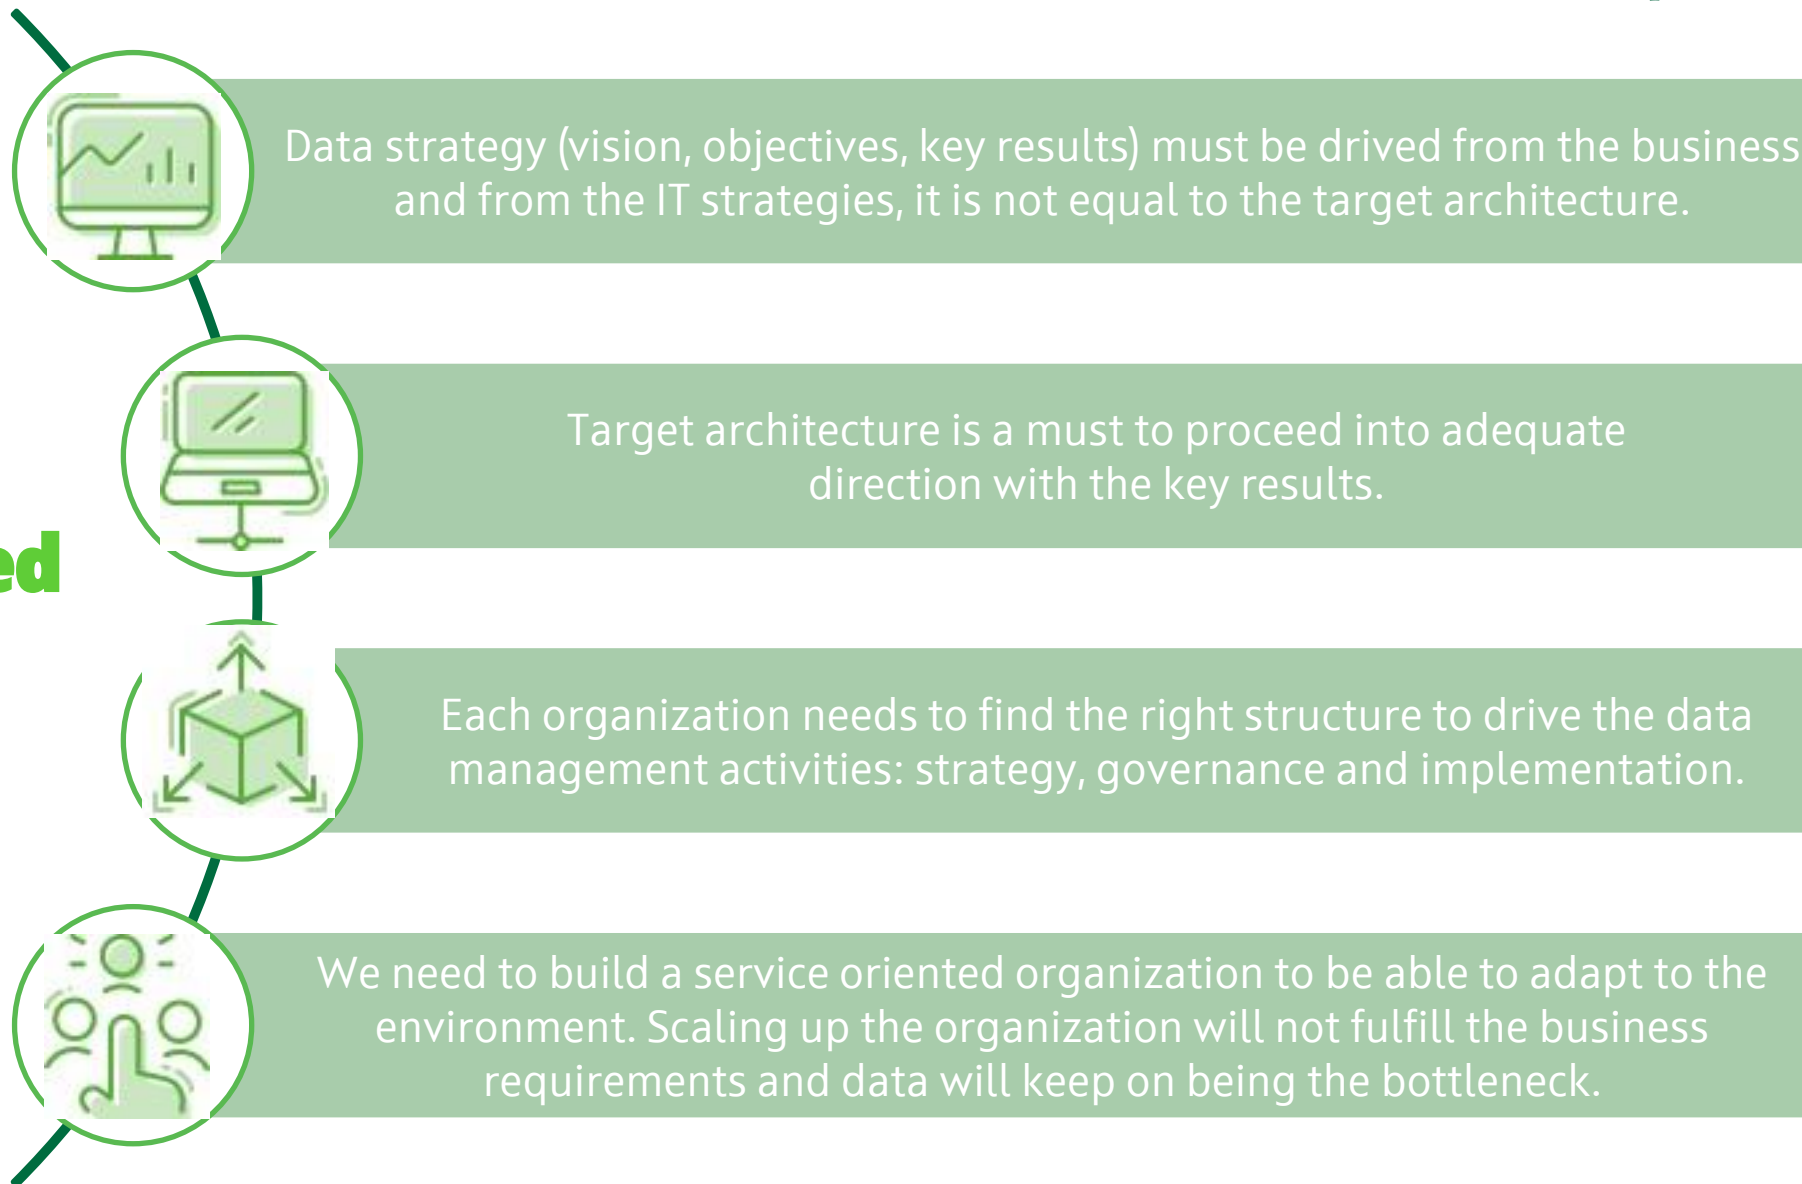 Data strategy (vision, objectives, key results) must be drived from the business
and from the IT strategies, it is not equal to the target architecture.
Target architecture is a must to proceed into adequate
direction with the key results.
ed
Each organization needs to find the right structure to drive the data
management activities: strategy, governance and implementation.
We need to build a service oriented organization to be able to adapt to the
environment. Scaling up the organization will not fulfill the business
requirements and data will keep on being the bottleneck.